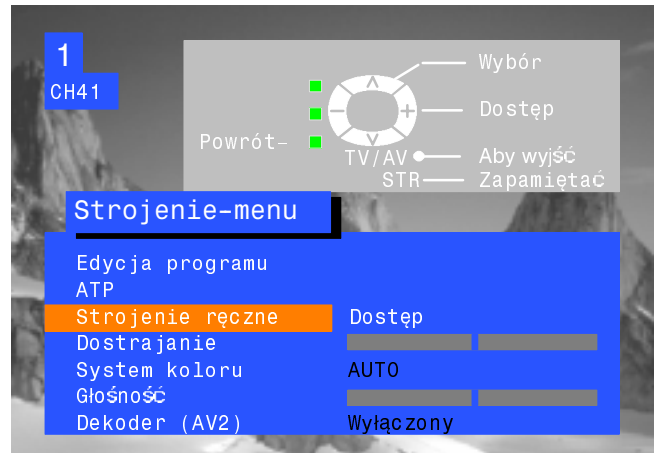 1
CH41
Wybór
Dostęp
Powrót–
TV/AV Aby wyjść
STR Zapamiętać
Strojenie-menu
Edycja programu
ATP
Strojenie ręczne Dostęp
Dostrajanie
System koloru AUTO
Głośność
Dekoder (AV2) Wyłączony